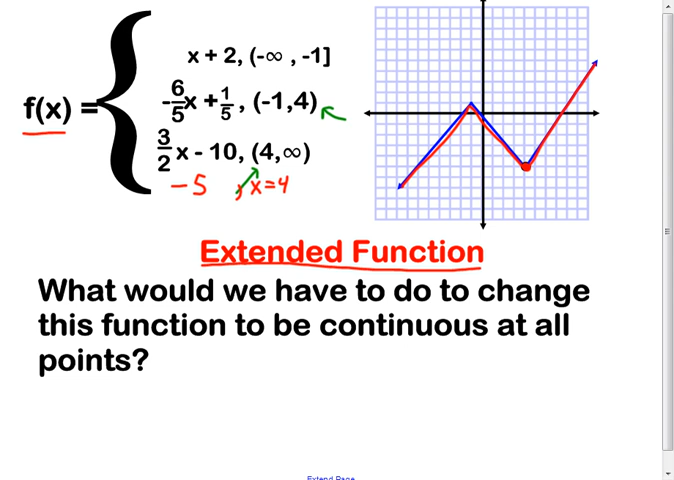 x + 2, (-∞ , -1]
f(x) =
-6/5x + 1/5 , (-1,4)
3/2 x - 10, (4,∞)
-5 , x=4
Extended Function
What would we have to do to change
this function to be continuous at all
points?
Extend Page